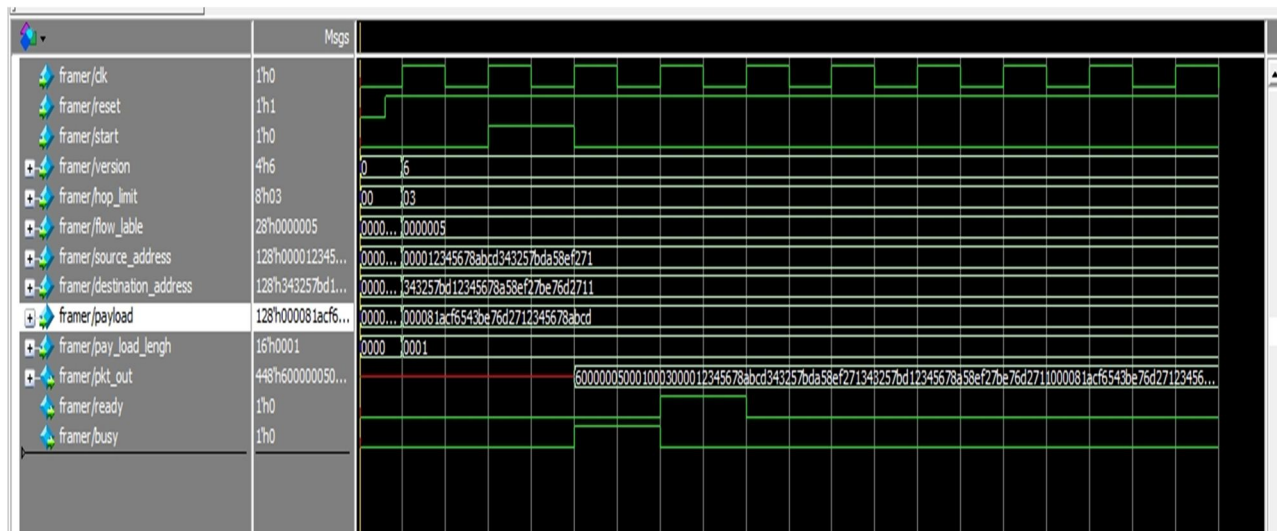 Msgs
framer/clk 1'h0
framer/reset 1'h1
framer/start 1'h0
framer/version 4'h6 0 6
framer/hop_limit 8'h03 00 03
framer/flow_lable 28'h0000005 0000... 0000005
framer/source_address 128'h000012345... 0000... 000012345678abcd343257bda58ef271
framer/destination_address 128'h343257bd1... 0000... 343257bd12345678a58ef27be76d2711
framer/payload 128'h000081acf6... 0000... 000081acf6543be76d2712345678abcd
framer/pay_load_lengh 16'h0001 0000 0001
framer/pkt_out 448'h600000050... 6000000500010003000012345678abcd343257bda58ef271343257bd12345678a58ef27be76d2711000081acf6543be76d27123456...
framer/ready 1'h0
framer/busy 1'h0